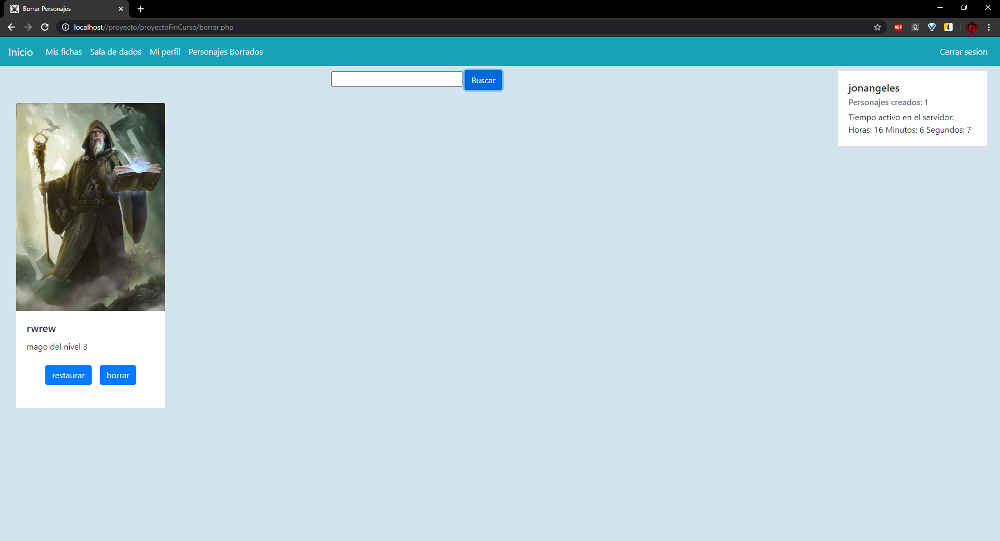 Borrar Personajes
localhost//proyecto/proyectoFinCurso/borrar.php
ABP
Inicio Mis fichas Sala de dados Mi perfil Personajes Borrados Cerrar sesion
Buscar
jonangeles
Personajes creados: 1
Tiempo activo en el servidor:
Horas: 16 Minutos: 6 Segundos: 7
rwrew
mago del nivel 3
restaurar borrar